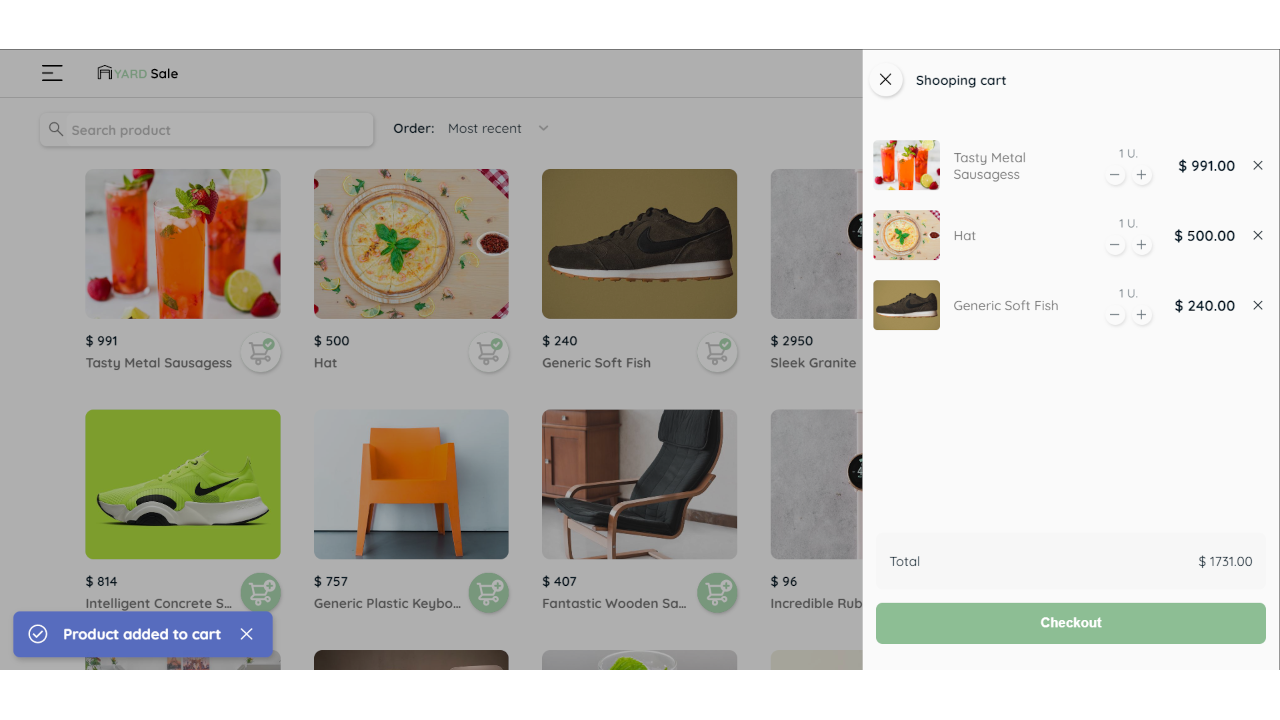 YARD Sale
Search product
Order: Most recent
$ 991
Tasty Metal Sausagess
$ 500
Hat
$ 240
Generic Soft Fish
$ 2950
Sleek Granite
$ 814
Intelligent Concrete S...
$ 757
Generic Plastic Keybo...
$ 407
Fantastic Wooden Sa...
$ 96
Incredible Rub
Product added to cart
Shooping cart
Tasty Metal
Sausagess
1 U.
$ 991.00
Hat
1 U.
$ 500.00
Generic Soft Fish
1 U.
$ 240.00
Total
$ 1731.00
Checkout